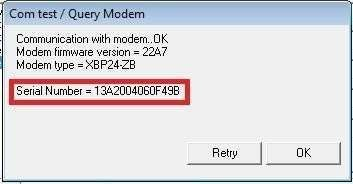 Com test / Query Modem
Communication with modem..OK
Modem firmware version = 22A7
Modem type = XBP24-ZB
Serial Number = 13A2004060F49B
Retry
OK